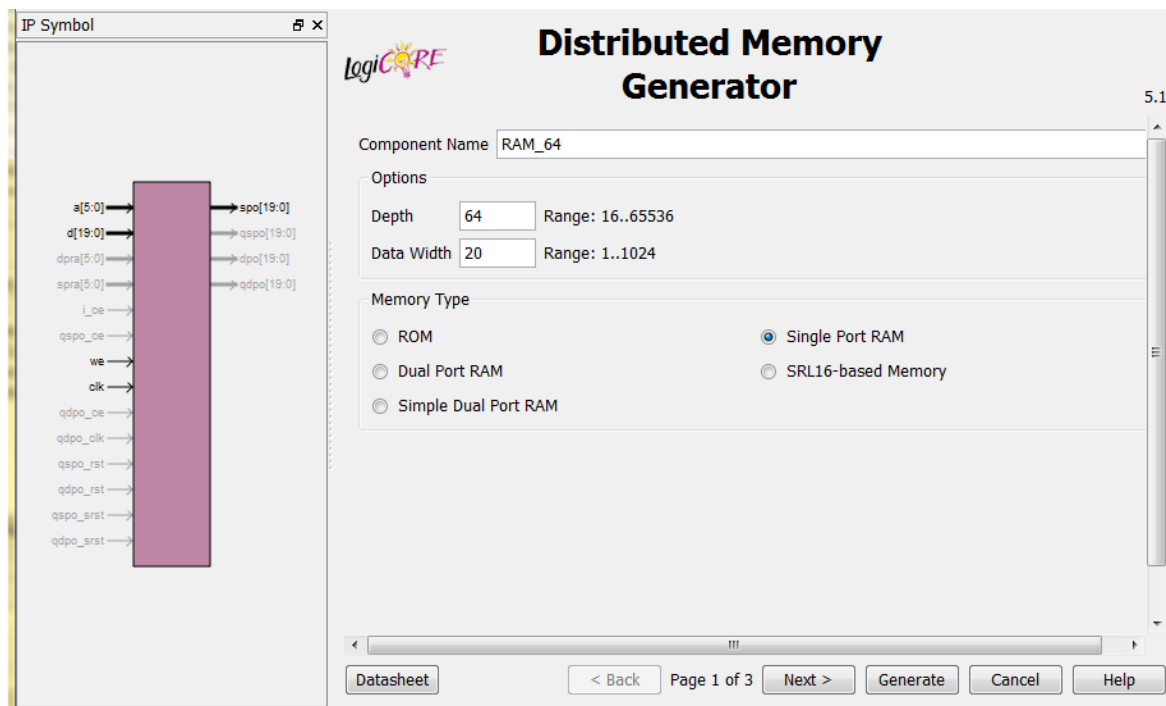 IP Symbol
a[5:0]
d[19:0]
dpra[5:0]
spra[5:0]
i_ce
qspo_ce
we
clk
qdpo_ce
qdpo_clk
qspo_rst
qdpo_rst
qspo_srst
qdpo_srst
spo[19:0]
qspo[19:0]
dpo[19:0]
qdpo[19:0]
LogiCORE
Distributed Memory
Generator
5.1
Component Name RAM_64
Options
Depth 64 Range: 16..65536
Data Width 20 Range: 1..1024
Memory Type
ROM Single Port RAM
Dual Port RAM SRL16-based Memory
Simple Dual Port RAM
Datasheet < Back Page 1 of 3 Next > Generate Cancel Help